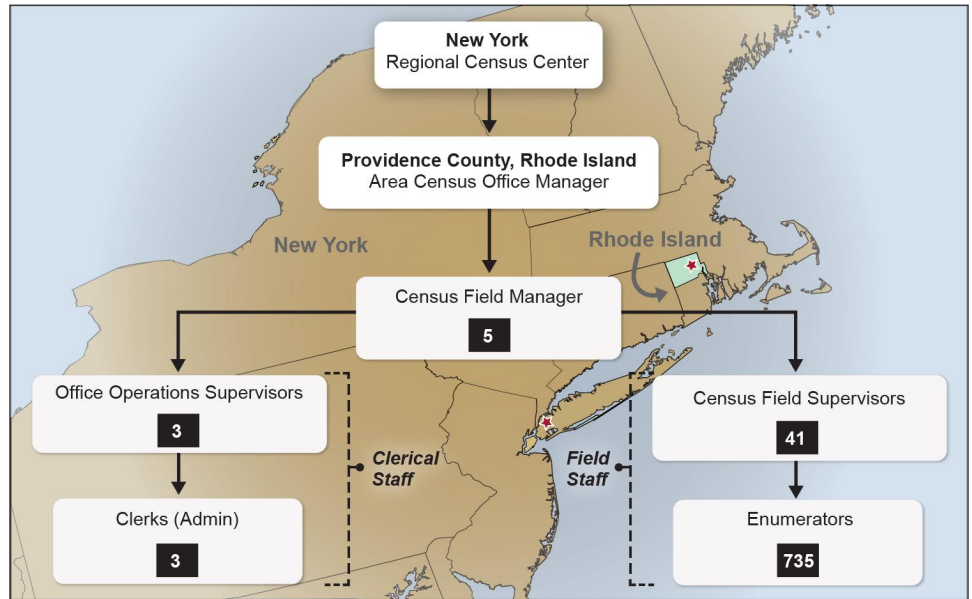 New York
Regional Census Center
Providence County, Rhode Island
Area Census Office Manager
New York
Rhode Island
Census Field Manager
5
Office Operations Supervisors
3
Census Field Supervisors
41
Clerical
Staff
Field
Staff
Clerks (Admin)
3
Enumerators
735